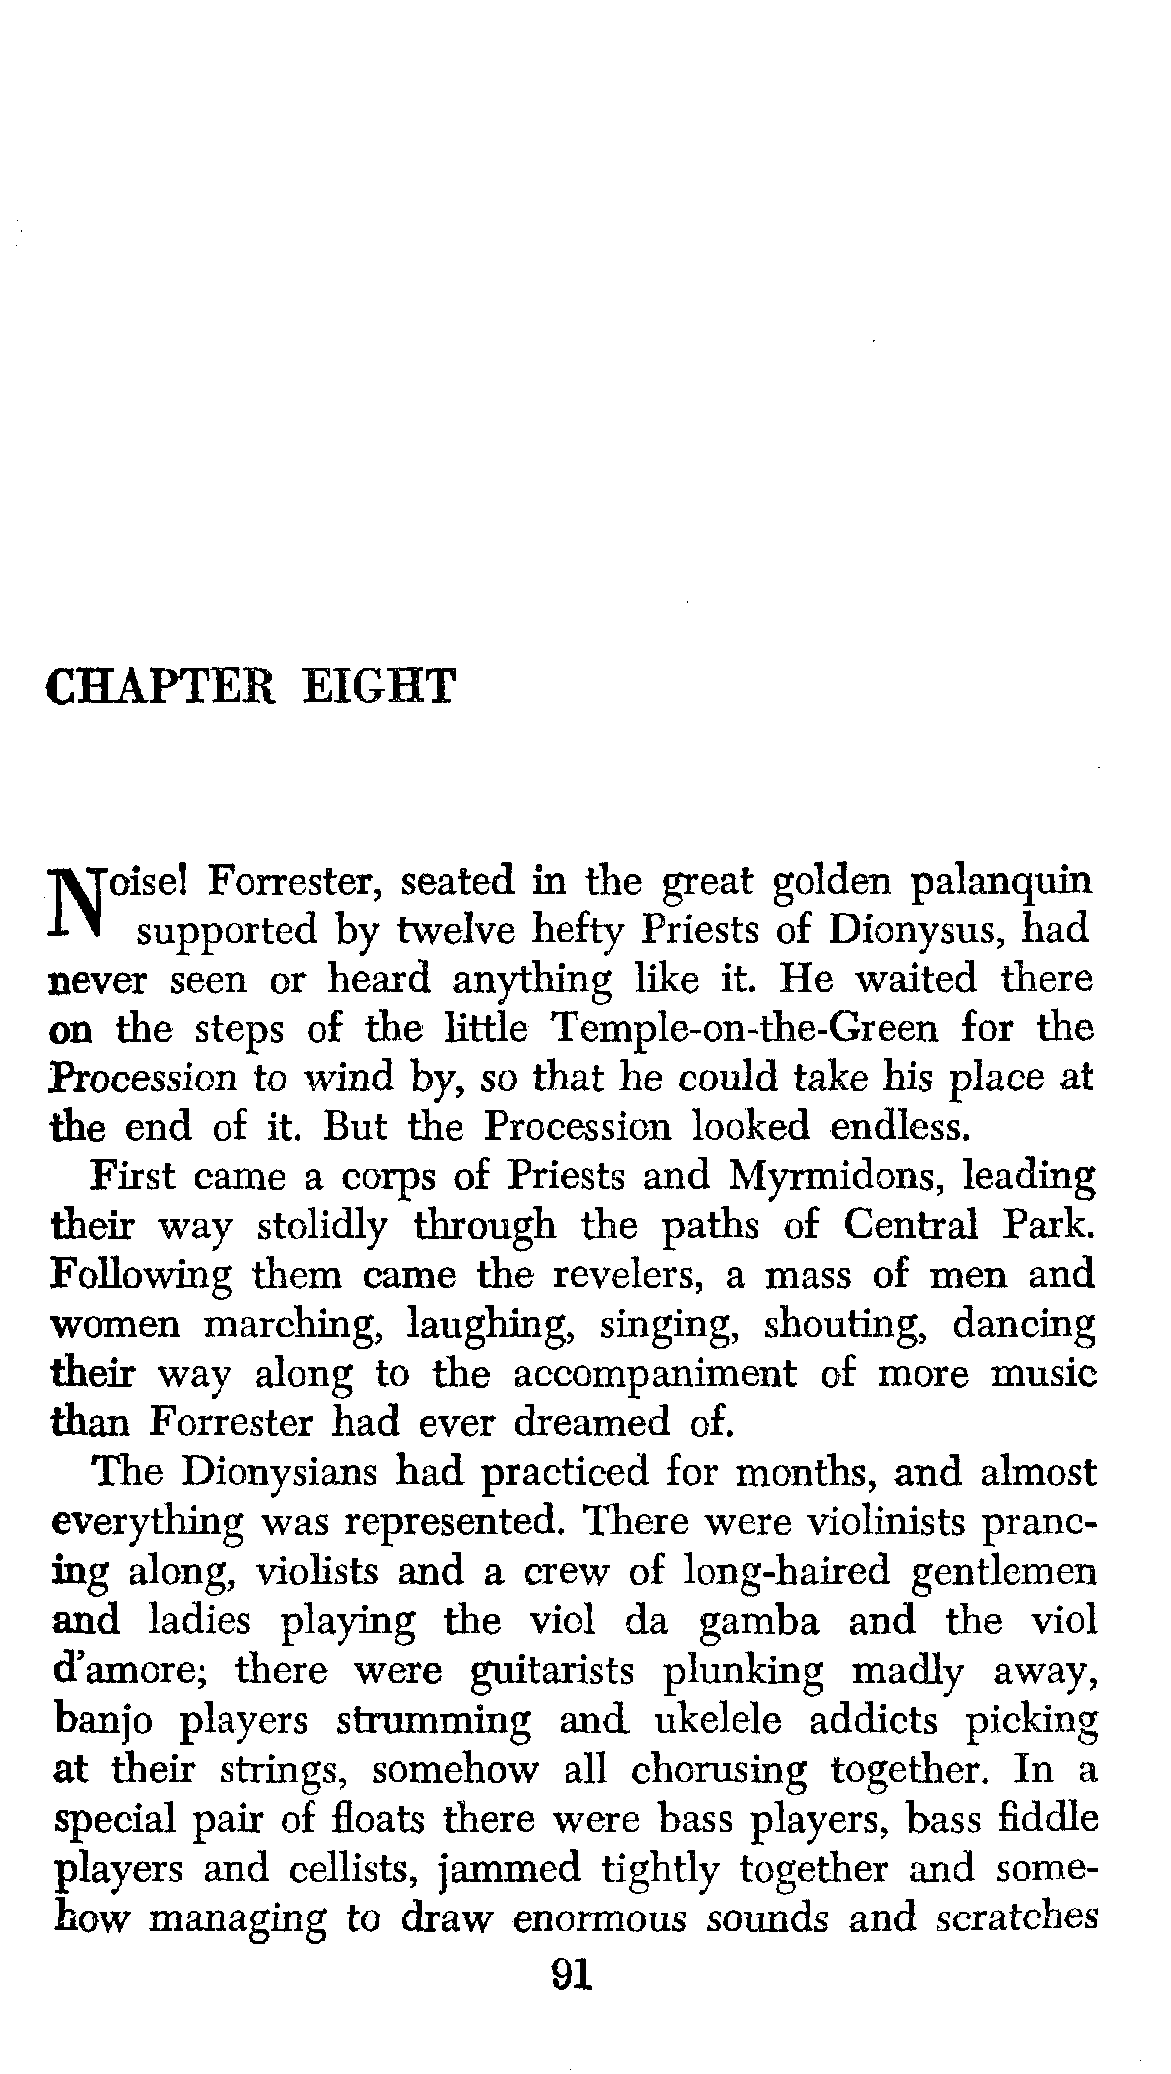 CHAPTER EIGHT
Noise! Forrester, seated in the great golden palanquin
supported by twelve hefty Priests of Dionysus, had
never seen or heard anything like it. He waited there
on the steps of the little Temple-on-the-Green for the
Procession to wind by, so that he could take his place at
the end of it. But the Procession looked endless.
First came a corps of Priests and Myrmidons, leading
their way stolidly through the paths of Central Park.
Following them came the revelers, a mass of men and
women marching, laughing, singing, shouting, dancing
their way along to the accompaniment of more music
than Forrester had ever dreamed of.
The Dionysians had practiced for months, and almost
everything was represented. There were violinists pranc-
ing along, violists and a crew of long-haired gentlemen
and ladies playing the viol da gamba and the viol
d'amore; there were guitarists plunking madly away,
banjo players strumming and ukelele addicts picking
at their strings, somehow all chorusing together. In a
special pair of floats there were bass players, bass fiddle
players and cellists, jammed tightly together and some-
how managing to draw enormous sounds and scratches
91